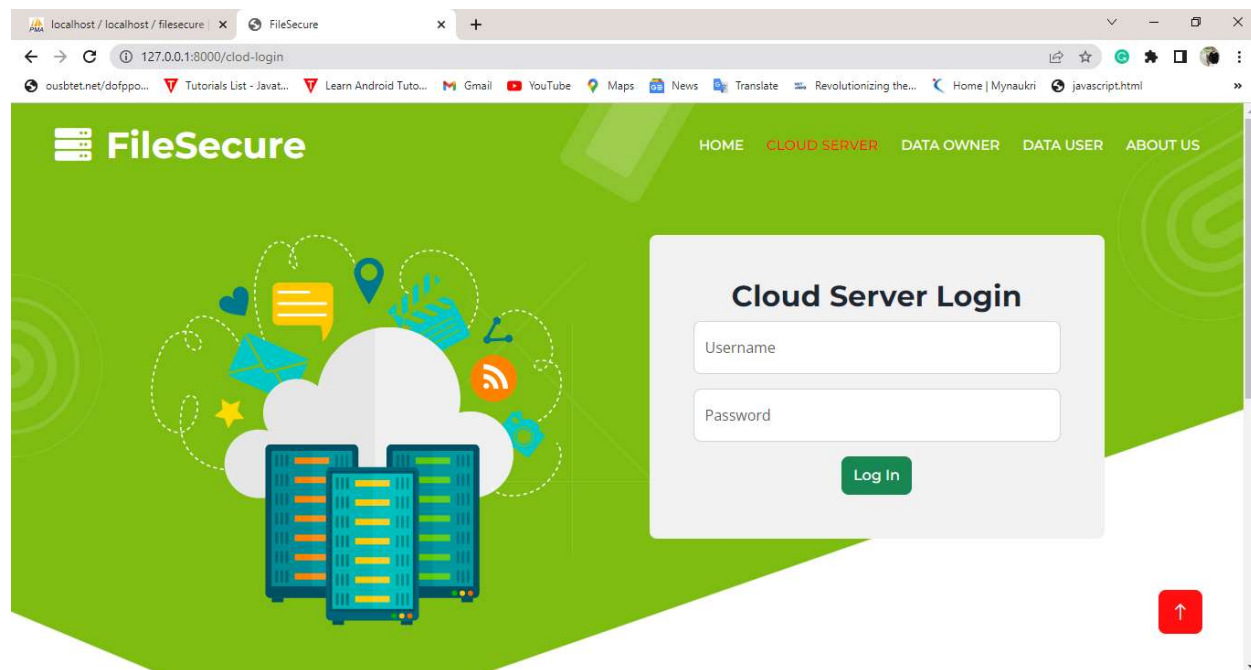 PMA localhost / localhost / filesecure | FileSecure
127.0.0.1:8000/clod-login
ousbtet.net/dofppo... Tutorials List - Javat... Learn Android Tuto... Gmail YouTube Maps News Translate Revolutionizing the... Home | Mynaukri javascript.html »
FileSecure HOME CLOUD SERVER DATA OWNER DATA USER ABOUT US
Cloud Server Login
Username
Password
Log In